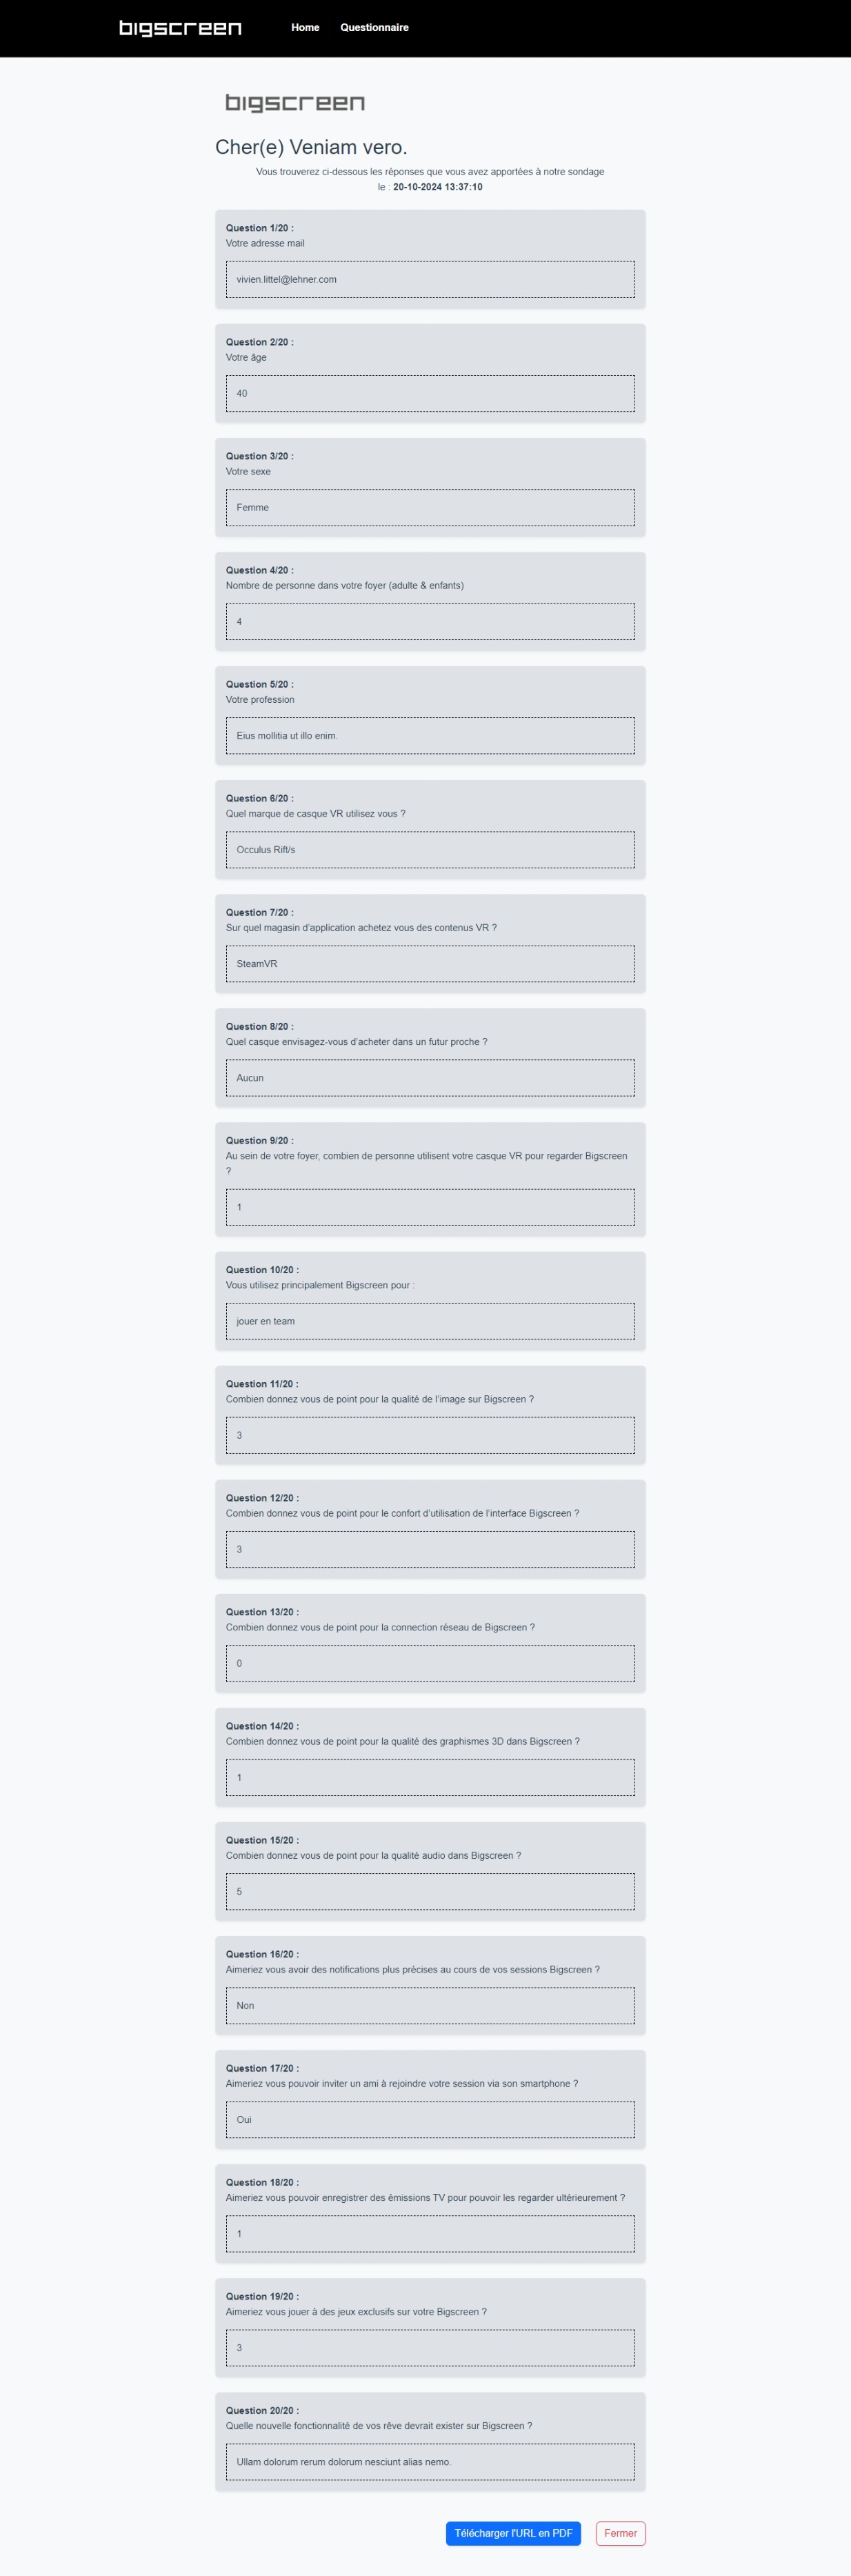 bigscreen Home Questionnaire
bigscreen
Cher(e) Veniam vero.
Vous trouverez ci-dessous les réponses que vous avez apportées à notre sondage
le : 20-10-2024 13:37:10
Question 1/20 :
Votre adresse mail
vivien.littel@lehner.com
Question 2/20 :
Votre âge
40
Question 3/20 :
Votre sexe
Femme
Question 4/20 :
Nombre de personne dans votre foyer (adulte & enfants)
4
Question 5/20 :
Votre profession
Eius mollitia ut illo enim.
Question 6/20 :
Quel marque de casque VR utilisez vous ?
Occulus Rift/s
Question 7/20 :
Sur quel magasin d'application achetez vous des contenus VR ?
SteamVR
Question 8/20 :
Quel casque envisagez-vous d'acheter dans un futur proche ?
Aucun
Question 9/20 :
Au sein de votre foyer, combien de personne utilisent votre casque VR pour regarder Bigscreen
?
1
Question 10/20 :
Vous utilisez principalement Bigscreen pour :
jouer en team
Question 11/20 :
Combien donnez vous de point pour la qualité de l'image sur Bigscreen ?
3
Question 12/20 :
Combien donnez vous de point pour le confort d'utilisation de l'interface Bigscreen ?
3
Question 13/20 :
Combien donnez vous de point pour la connection réseau de Bigscreen ?
0
Question 14/20 :
Combien donnez vous de point pour la qualité des graphismes 3D dans Bigscreen ?
1
Question 15/20 :
Combien donnez vous de point pour la qualité audio dans Bigscreen ?
5
Question 16/20 :
Aimeriez vous avoir des notifications plus précises au cours de vos sessions Bigscreen ?
Non
Question 17/20 :
Aimeriez vous pouvoir inviter un ami à rejoindre votre session via son smartphone ?
Oui
Question 18/20 :
Aimeriez vous pouvoir enregistrer des émissions TV pour pouvoir les regarder ultérieurement ?
1
Question 19/20 :
Aimeriez vous jouer à des jeux exclusifs sur votre Bigscreen ?
3
Question 20/20 :
Quelle nouvelle fonctionnalité de vos rêve devrait exister sur Bigscreen ?
Ullam dolorum rerum dolorum nesciunt alias nemo.
Télécharger l'URL en PDF Fermer